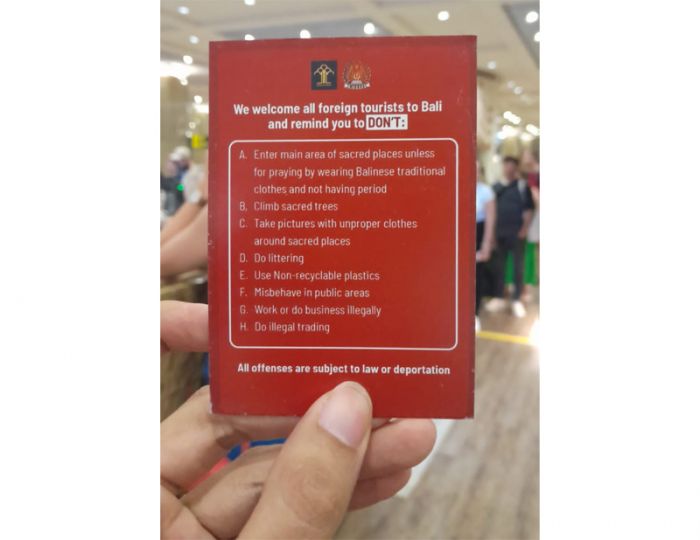 We welcome all foreign tourists to Bali
and remind you to DON'T:
A. Enter main area of sacred places unless
for praying by wearing Balinese traditional
clothes and not having period
B. Climb sacred trees
C. Take pictures with unproper clothes
around sacred places
D. Do littering
E. Use Non-recyclable plastics
F. Misbehave in public areas
G. Work or do business illegally
H. Do illegal trading
All offenses are subject to law or deportation